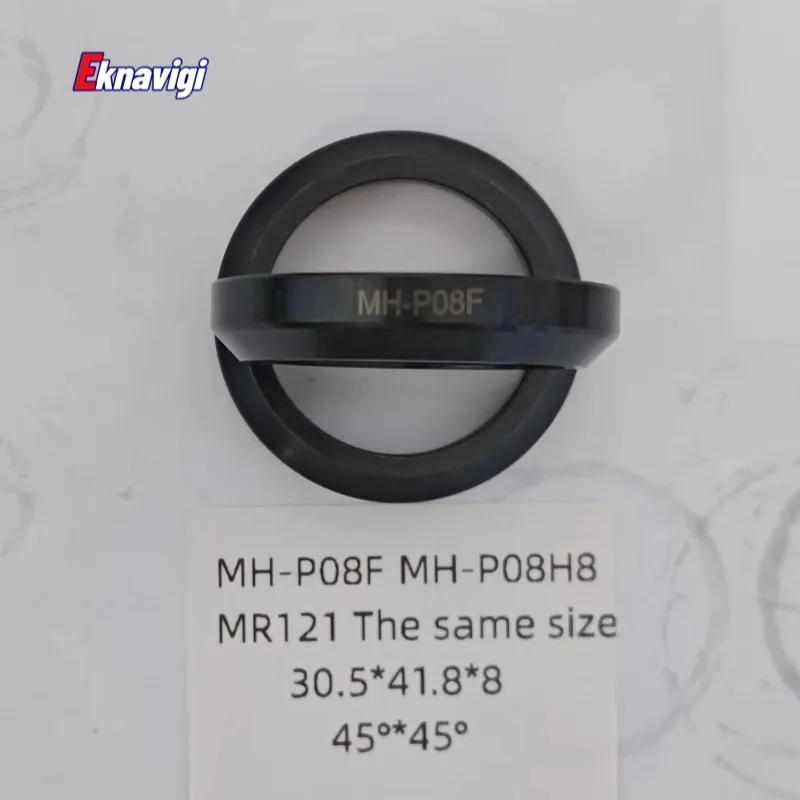 Eknavigi
MH-P08F
MH-P08F MH-P08H8
MR121 The same size
30.5*41.8*8
45°*45°